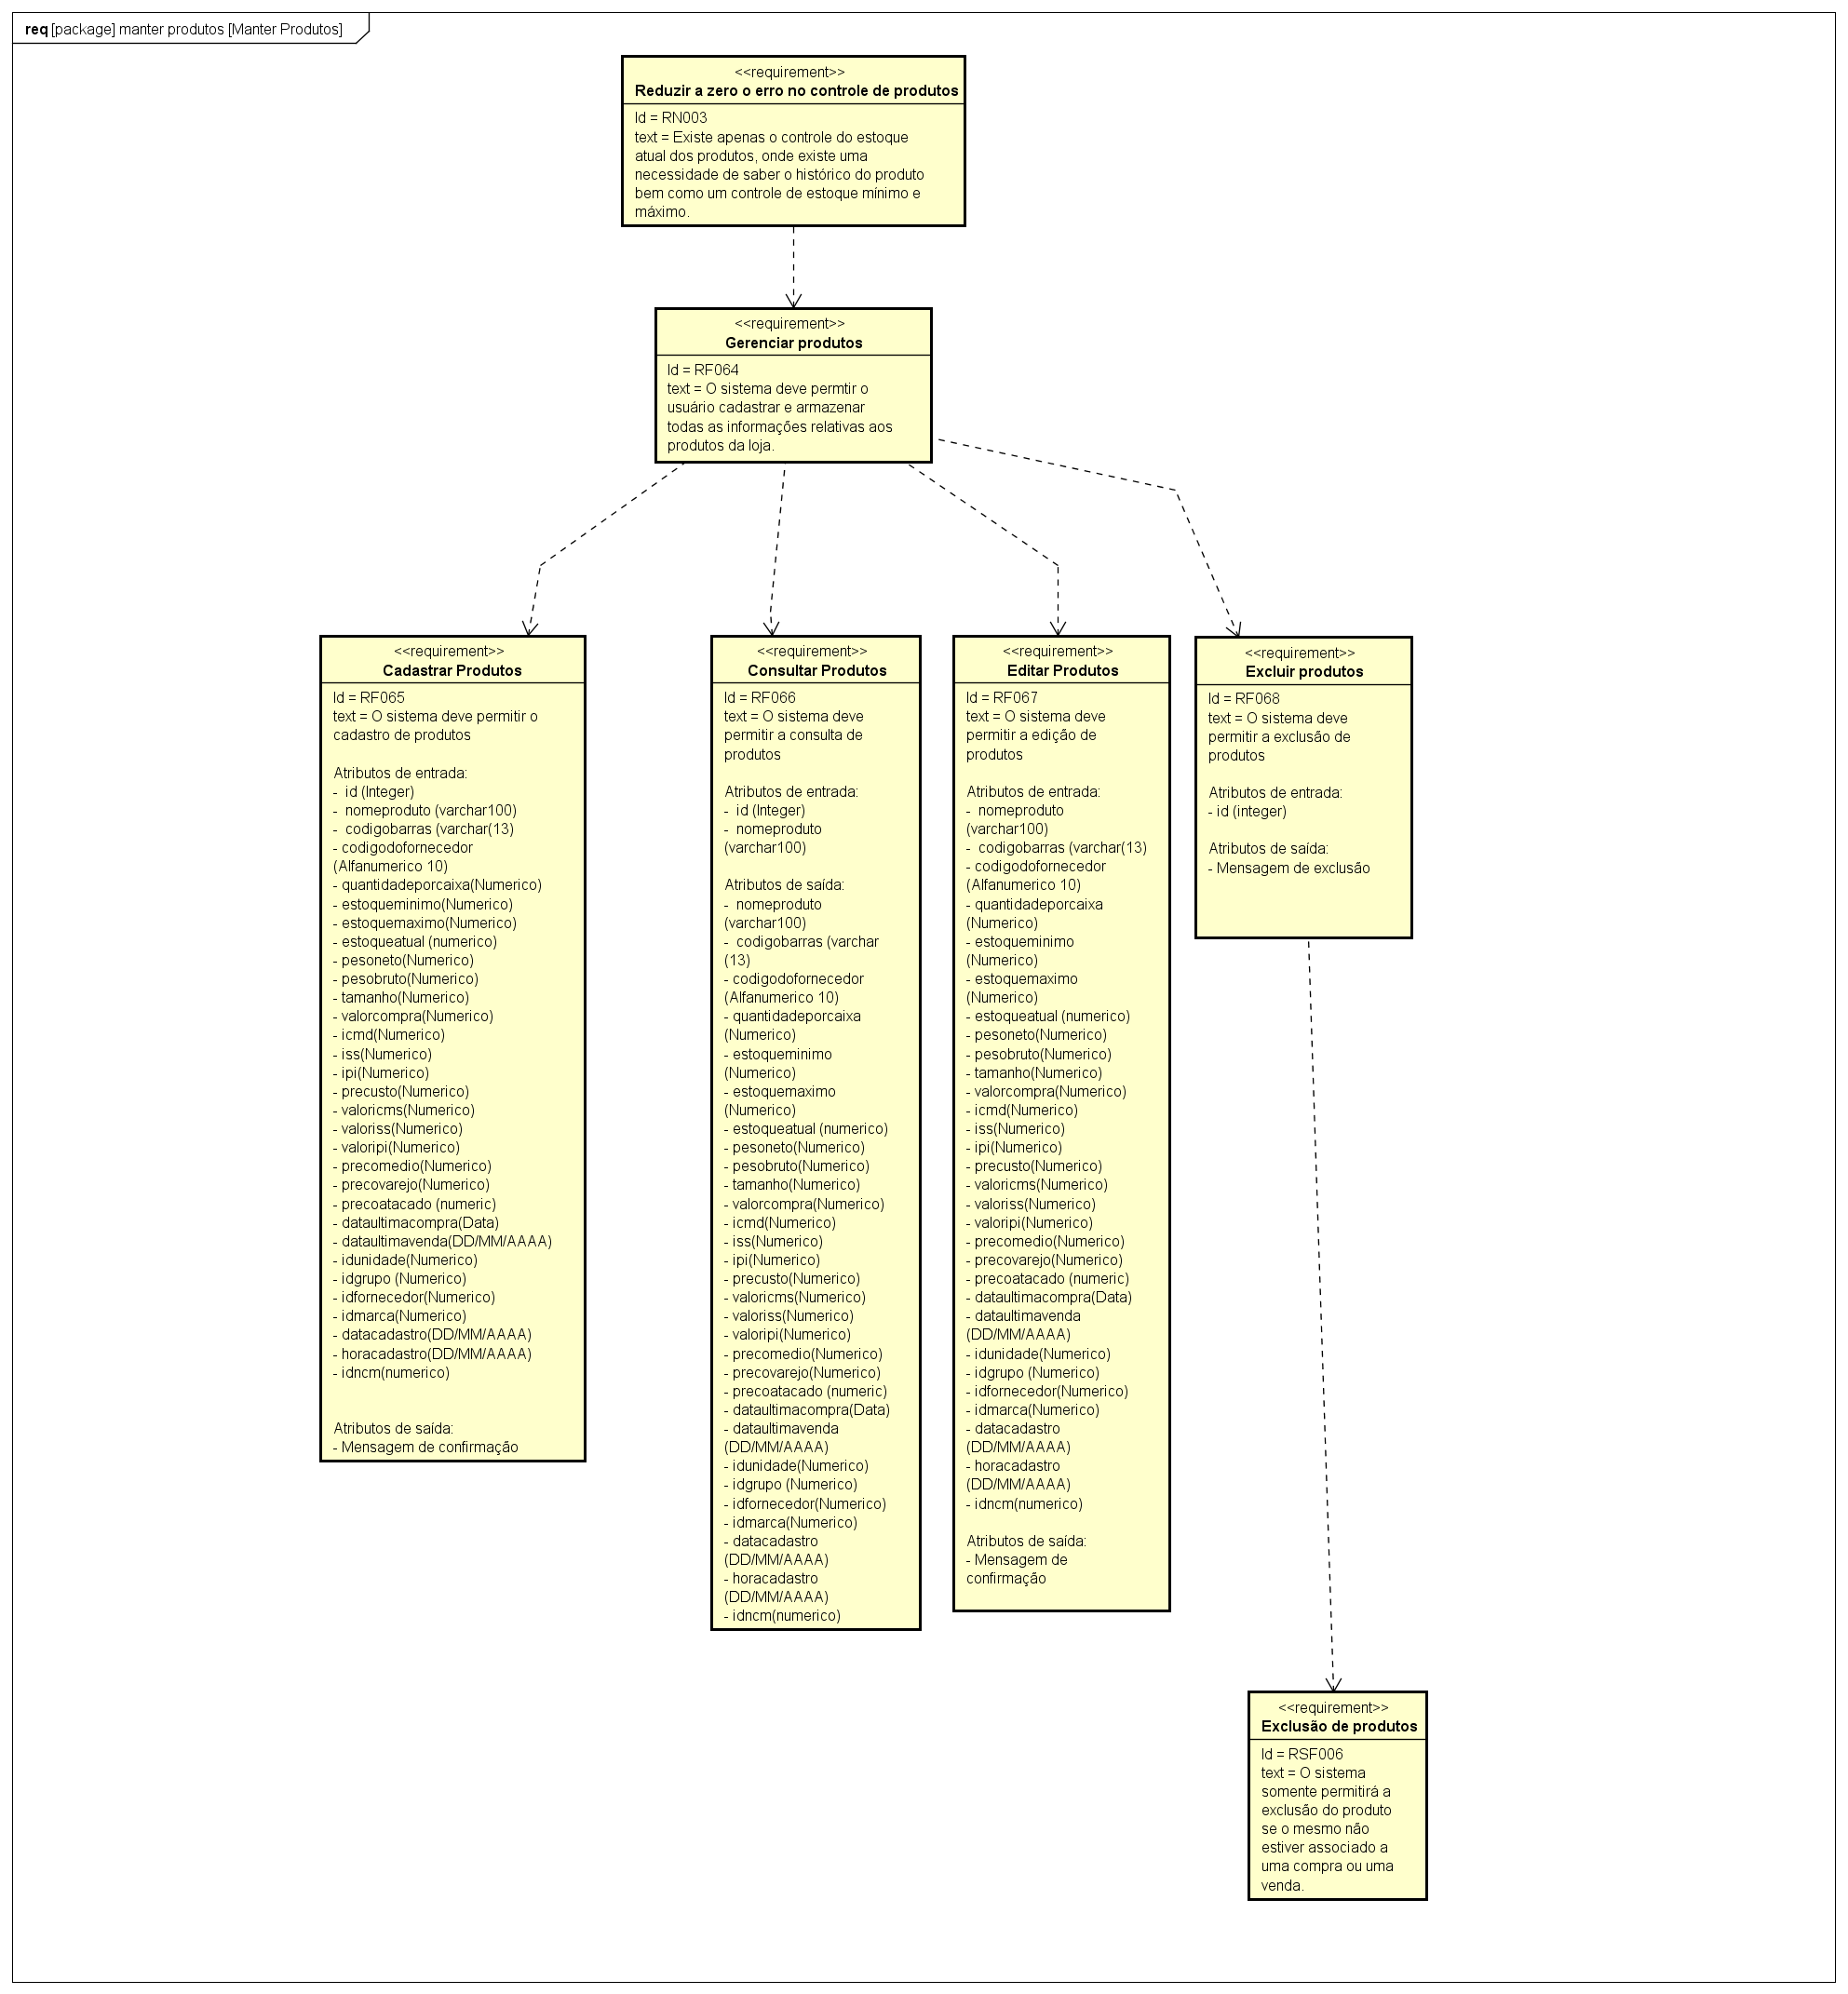 req [package] manter produtos [Manter Produtos]
<<requirement>>
Reduzir a zero o erro no controle de produtos
Id = RN003
text = Existe apenas o controle do estoque
atual dos produtos, onde existe uma
necessidade de saber o histórico do produto
bem como um controle de estoque mínimo e
máximo.
<<requirement>>
Gerenciar produtos
Id = RF064
text = O sistema deve permtir o
usuário cadastrar e armazenar
todas as informações relativas aos
produtos da loja.
<<requirement>>
Cadastrar Produtos
Id = RF065
text = O sistema deve permitir o
cadastro de produtos
Atributos de entrada:
-  id (Integer)
-  nomeproduto (varchar100)
-  codigobarras (varchar(13)
- codigodofornecedor
(Alfanumerico 10)
- quantidadeporcaixa(Numerico)
- estoqueminimo(Numerico)
- estoquemaximo(Numerico)
- estoqueatual (numerico)
- pesoneto(Numerico)
- pesobruto(Numerico)
- tamanho(Numerico)
- valorcompra(Numerico)
- icmd(Numerico)
- iss(Numerico)
- ipi(Numerico)
- precusto(Numerico)
- valoricms(Numerico)
- valoriss(Numerico)
- valoripi(Numerico)
- precomedio(Numerico)
- precovarejo(Numerico)
- precoatacado (numeric)
- dataultimacompra(Data)
- dataultimavenda(DD/MM/AAAA)
- idunidade(Numerico)
- idgrupo (Numerico)
- idfornecedor(Numerico)
- idmarca(Numerico)
- datacadastro(DD/MM/AAAA)
- horacadastro(DD/MM/AAAA)
- idncm(numerico)
Atributos de saída:
- Mensagem de confirmação
<<requirement>>
Consultar Produtos
Id = RF066
text = O sistema deve
permitir a consulta de
produtos
Atributos de entrada:
-  id (Integer)
-  nomeproduto
(varchar100)
Atributos de saída:
-  nomeproduto
(varchar100)
-  codigobarras (varchar
(13)
- codigodofornecedor
(Alfanumerico 10)
- quantidadeporcaixa
(Numerico)
- estoqueminimo
(Numerico)
- estoquemaximo
(Numerico)
- estoqueatual (numerico)
- pesoneto(Numerico)
- pesobruto(Numerico)
- tamanho(Numerico)
- valorcompra(Numerico)
- icmd(Numerico)
- iss(Numerico)
- ipi(Numerico)
- precusto(Numerico)
- valoricms(Numerico)
- valoriss(Numerico)
- valoripi(Numerico)
- precomedio(Numerico)
- precovarejo(Numerico)
- precoatacado (numeric)
- dataultimacompra(Data)
- dataultimavenda
(DD/MM/AAAA)
- idunidade(Numerico)
- idgrupo (Numerico)
- idfornecedor(Numerico)
- idmarca(Numerico)
- datacadastro
(DD/MM/AAAA)
- horacadastro
(DD/MM/AAAA)
- idncm(numerico)
<<requirement>>
Editar Produtos
Id = RF067
text = O sistema deve
permitir a edição de
produtos
Atributos de entrada:
-  nomeproduto
(varchar100)
-  codigobarras (varchar(13)
- codigodofornecedor
(Alfanumerico 10)
- quantidadeporcaixa
(Numerico)
- estoqueminimo
(Numerico)
- estoquemaximo
(Numerico)
- estoqueatual (numerico)
- pesoneto(Numerico)
- pesobruto(Numerico)
- tamanho(Numerico)
- valorcompra(Numerico)
- icmd(Numerico)
- iss(Numerico)
- ipi(Numerico)
- precusto(Numerico)
- valoricms(Numerico)
- valoriss(Numerico)
- valoripi(Numerico)
- precomedio(Numerico)
- precovarejo(Numerico)
- precoatacado (numeric)
- dataultimacompra(Data)
- dataultimavenda
(DD/MM/AAAA)
- idunidade(Numerico)
- idgrupo (Numerico)
- idfornecedor(Numerico)
- idmarca(Numerico)
- datacadastro
(DD/MM/AAAA)
- horacadastro
(DD/MM/AAAA)
- idncm(numerico)
Atributos de saída:
- Mensagem de
confirmação
<<requirement>>
Excluir produtos
Id = RF068
text = O sistema deve
permitir a exclusão de
produtos
Atributos de entrada:
- id (integer)
Atributos de saída:
- Mensagem de exclusão
<<requirement>>
Exclusão de produtos
Id = RSF006
text = O sistema
somente permitirá a
exclusão do produto
se o mesmo não
estiver associado a
uma compra ou uma
venda.